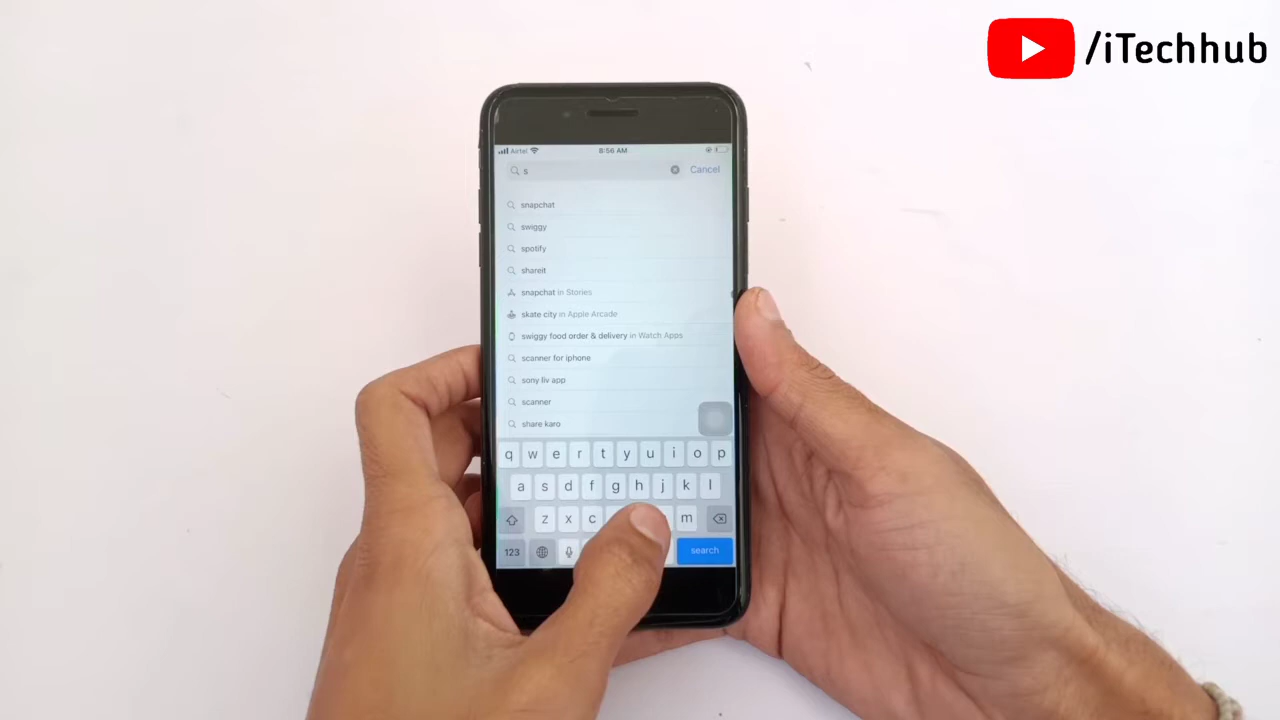 /iTechhub
Airtel 8:56 AM
s Cancel
snapchat
swiggy
spotify
shareit
snapchat in Stories
skate city in Apple Arcade
swiggy food order & delivery in Watch Apps
scanner for iphone
sony liv app
scanner
share karo
q w e r t y u i o p
a s d f g h j k l
z x c m
123 search